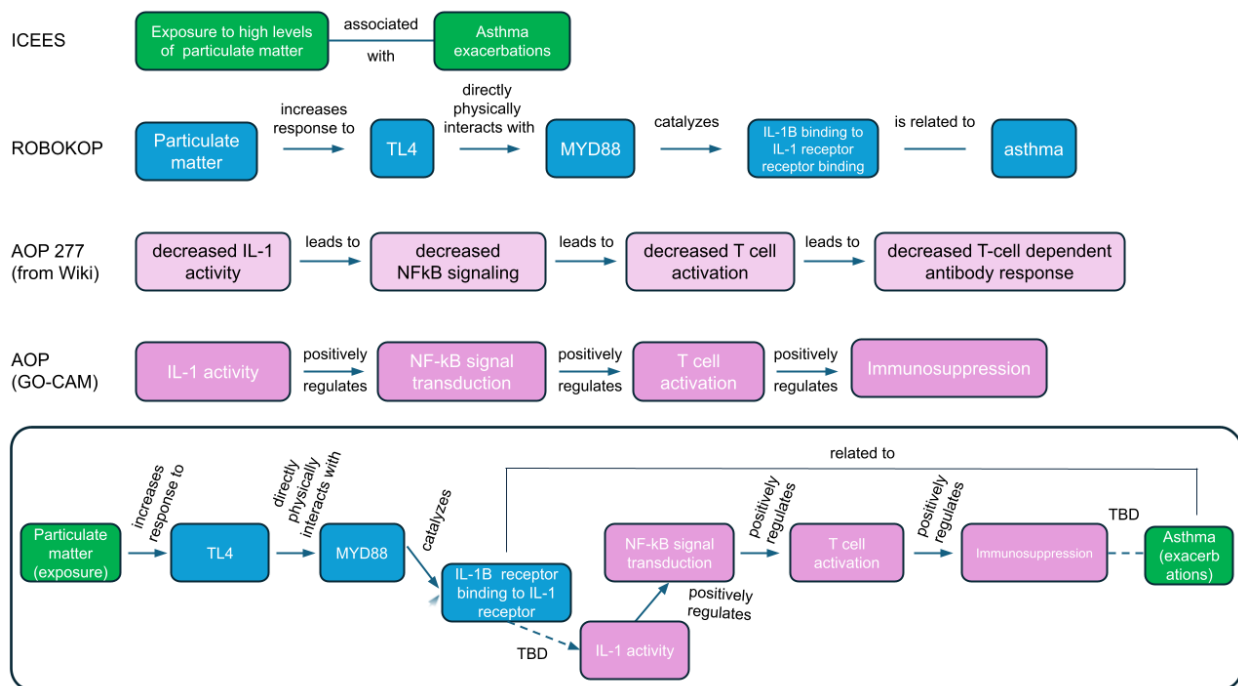 ICEES
Exposure to high levels
of particulate matter
associated
with
Asthma
exacerbations
ROBOKOP
Particulate
matter
increases
response to
TL4
directly
physically
interacts with
MYD88
catalyzes
IL-1B binding to
IL-1 receptor
receptor binding
is related to
asthma
AOP 277
(from Wiki)
decreased IL-1
activity
leads to
decreased
NFkB signaling
leads to
decreased T cell
activation
leads to
decreased T-cell dependent
antibody response
AOP
(GO-CAM)
IL-1 activity
positively
regulates
NF-kB signal
transduction
positively
regulates
T cell
activation
positively
regulates
Immunosuppression
Particulate
matter
(exposure)
increases
response to
TL4
directly
physically
interacts with
MYD88
catalyzes
IL-1B receptor
binding to IL-1
receptor
TBD
IL-1 activity
positively
regulates
NF-kB signal
transduction
positively
regulates
T cell
activation
positively
regulates
Immunosuppression
TBD
Asthma
(exacerb
ations)
related to